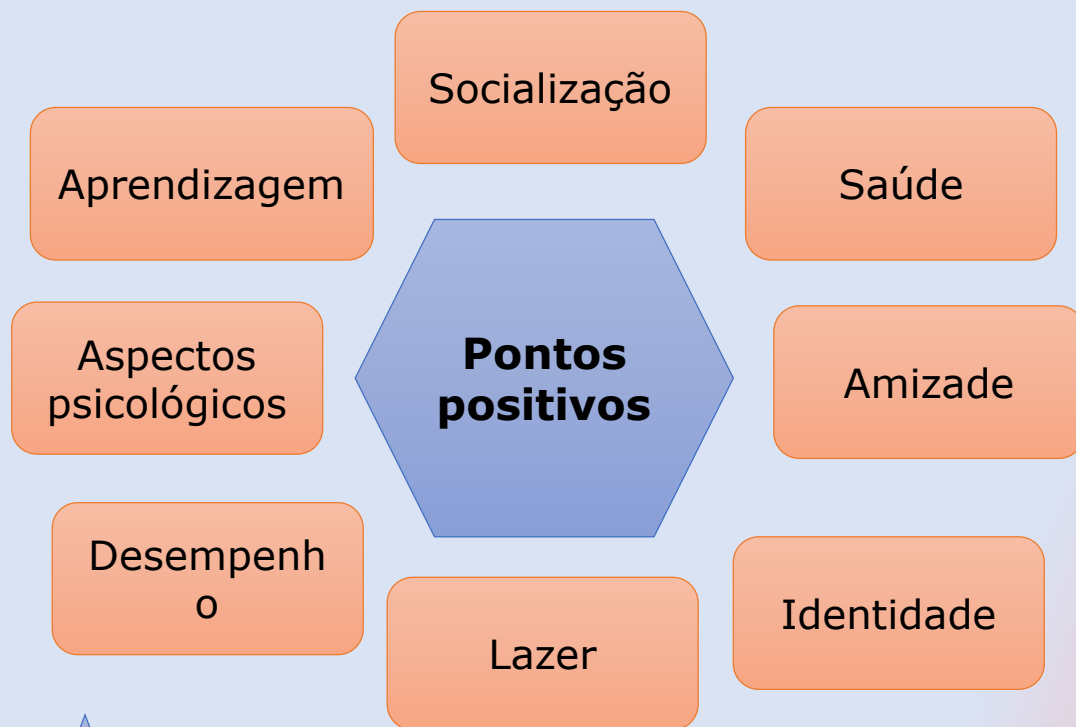 Socialização
Aprendizagem
Saúde
Pontos
positivos
Aspectos
psicológicos
Amizade
Desempenh
o
Identidade
Lazer